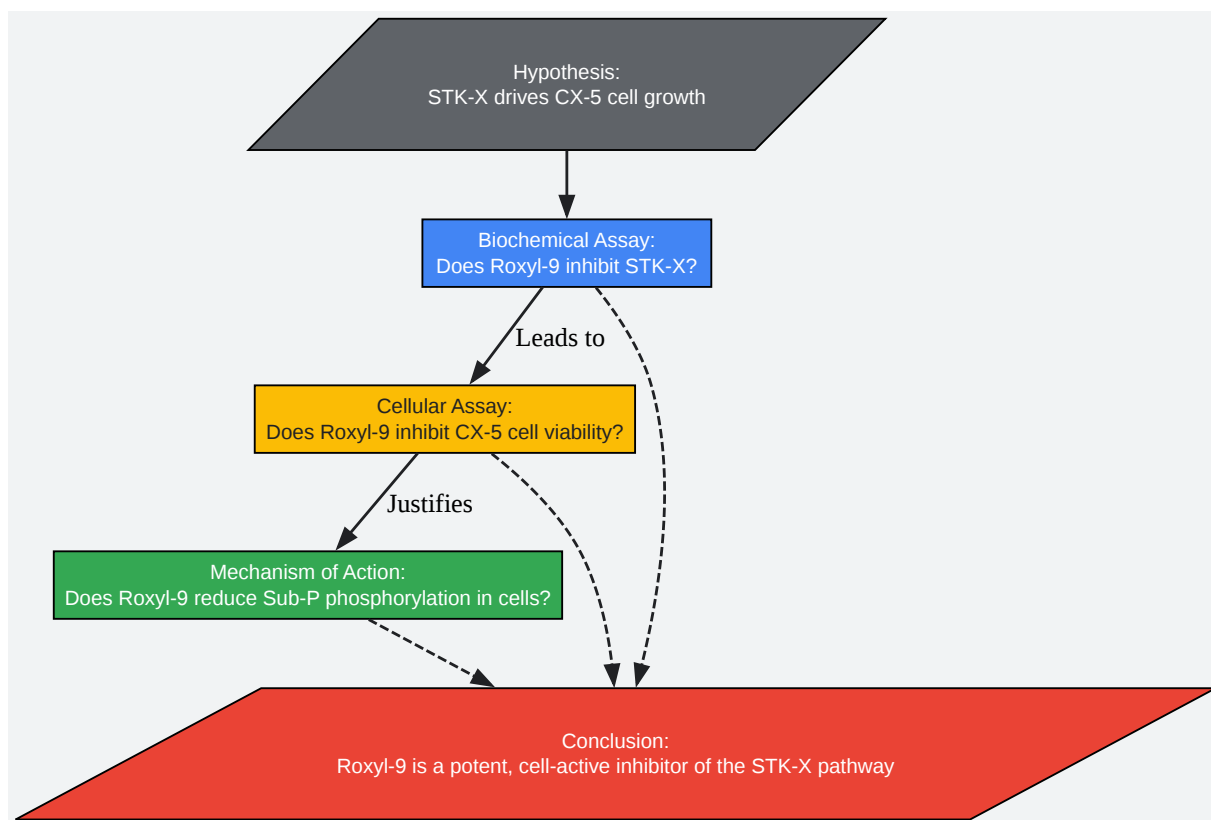 Hypothesis:
STK-X drives CX-5 cell growth
Biochemical Assay:
Does Roxyl-9 inhibit STK-X?
Leads to
Cellular Assay:
Does Roxyl-9 inhibit CX-5 cell viability?
Justifies
Mechanism of Action:
Does Roxyl-9 reduce Sub-P phosphorylation in cells?
Conclusion:
Roxyl-9 is a potent, cell-active inhibitor of the STK-X pathway